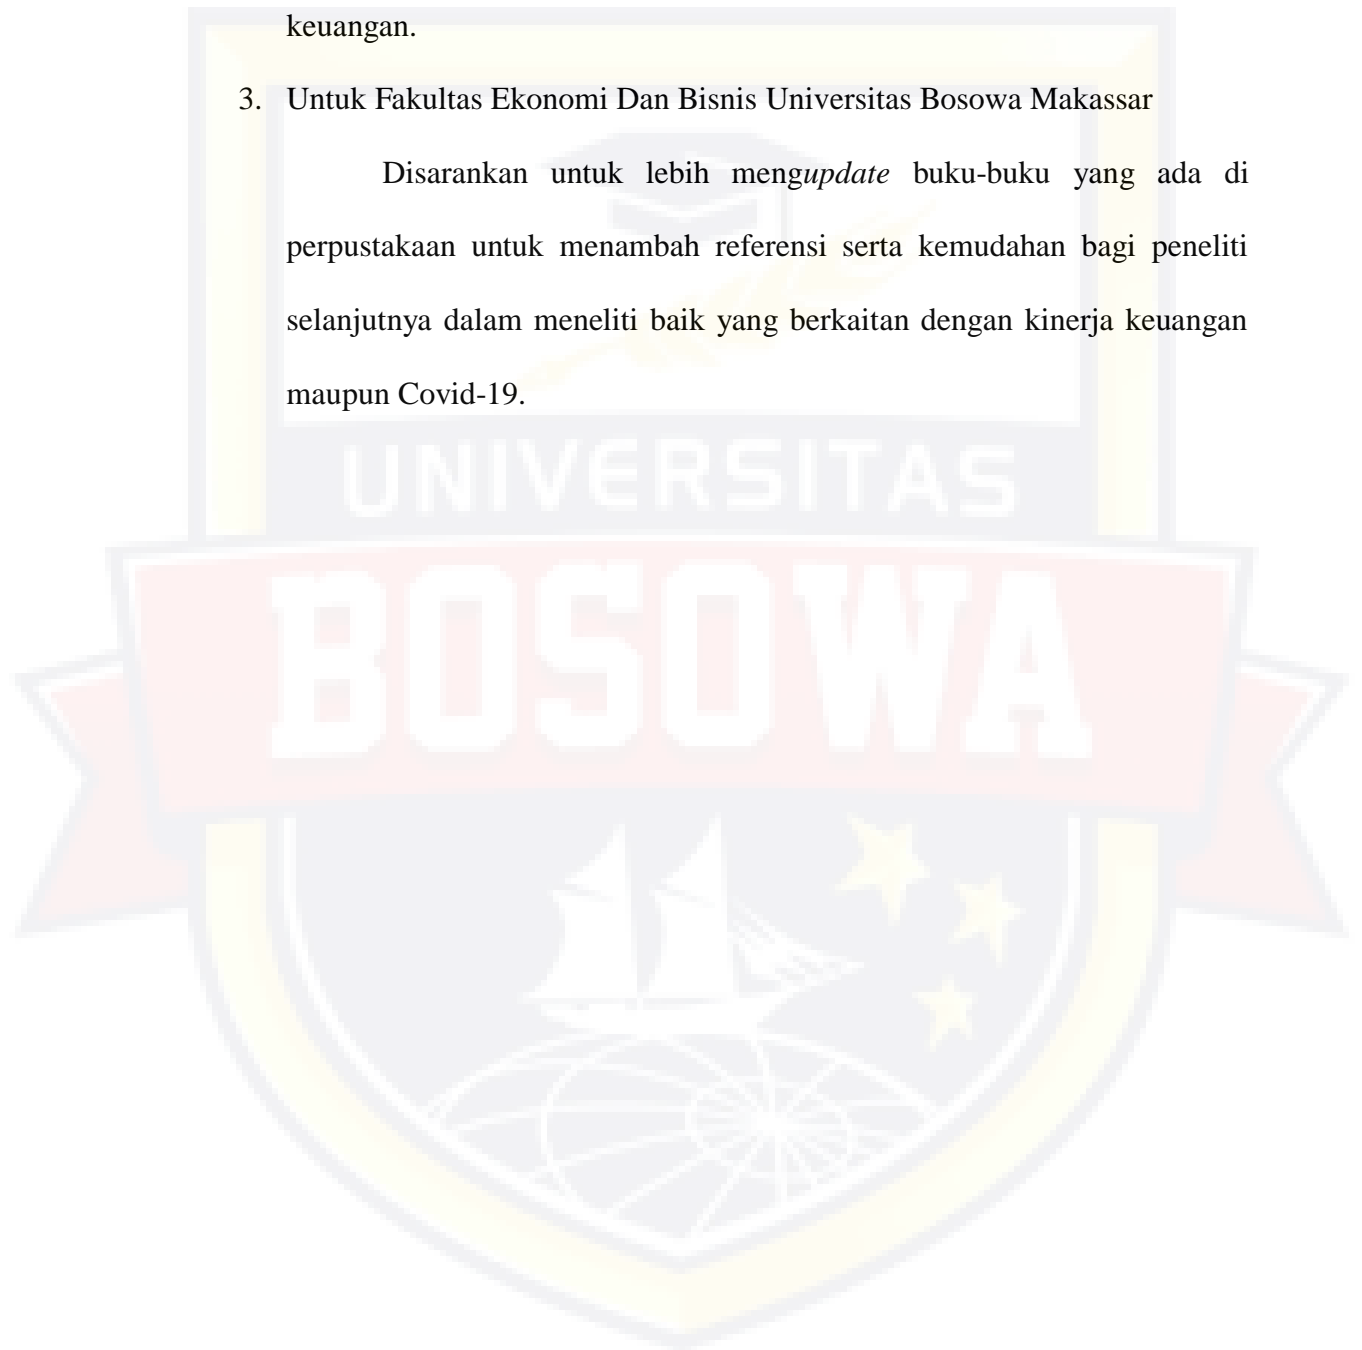 keuangan.
3. Untuk Fakultas Ekonomi Dan Bisnis Universitas Bosowa Makassar
Disarankan untuk lebih mengupdate buku-buku yang ada di
perpustakaan untuk menambah referensi serta kemudahan bagi peneliti
selanjutnya dalam meneliti baik yang berkaitan dengan kinerja keuangan
maupun Covid-19.
UNIVERSITAS
BOSOWA